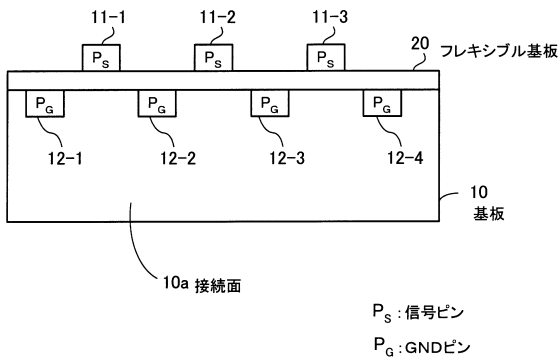 11-1 11-2 11-3
20 フレキシブル基板
PS PS PS
PG PG PG PG
12-1 12-2 12-3 12-4
10
基板
10a 接続面
PS：信号ピン
PG：GNDピン